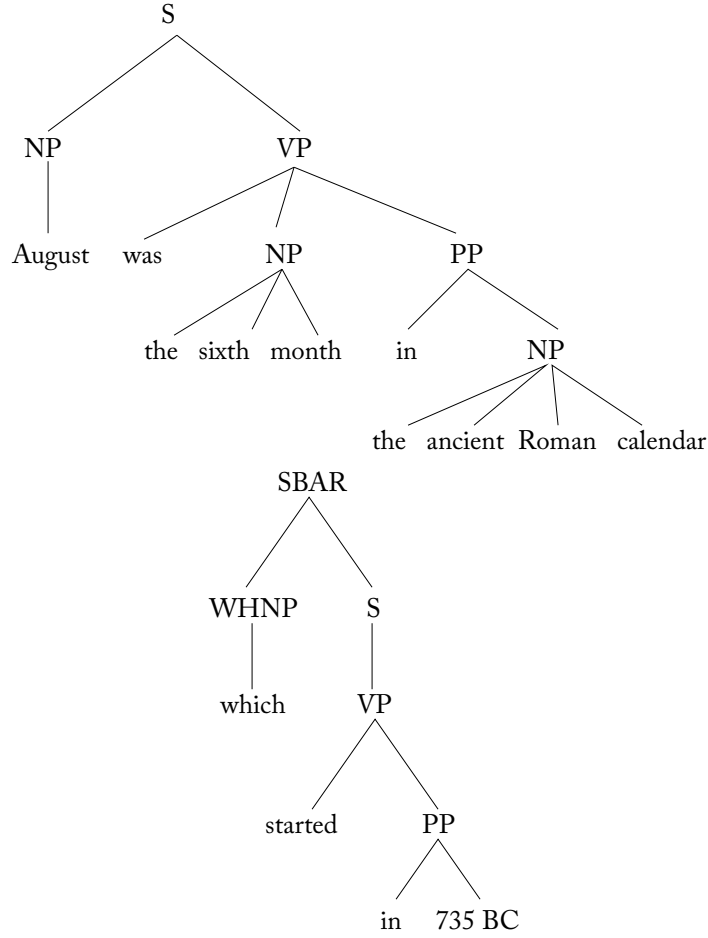 S
NP VP
August was NP PP
the sixth month in NP
the ancient Roman calendar
SBAR
WHNP S
which VP
started PP
in 735 BC